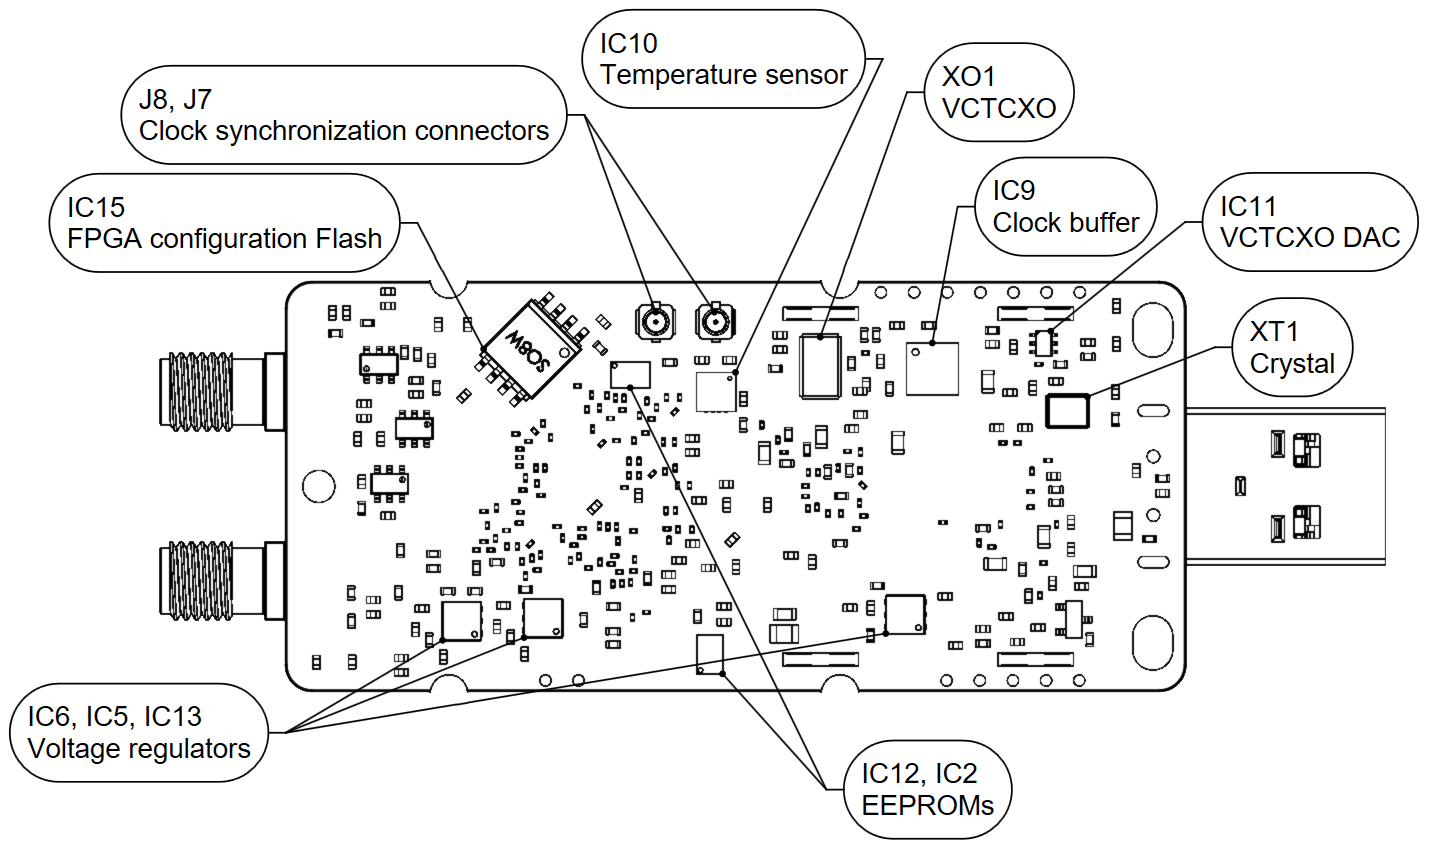 IC10
Temperature sensor
XO1
VCTCXO
J8, J7
Clock synchronization connectors
IC9
Clock buffer
IC15
FPGA configuration Flash
IC11
VCTCXO DAC
XT1
Crystal
SO8W
IC6, IC5, IC13
Voltage regulators
IC12, IC2
EEPROMs